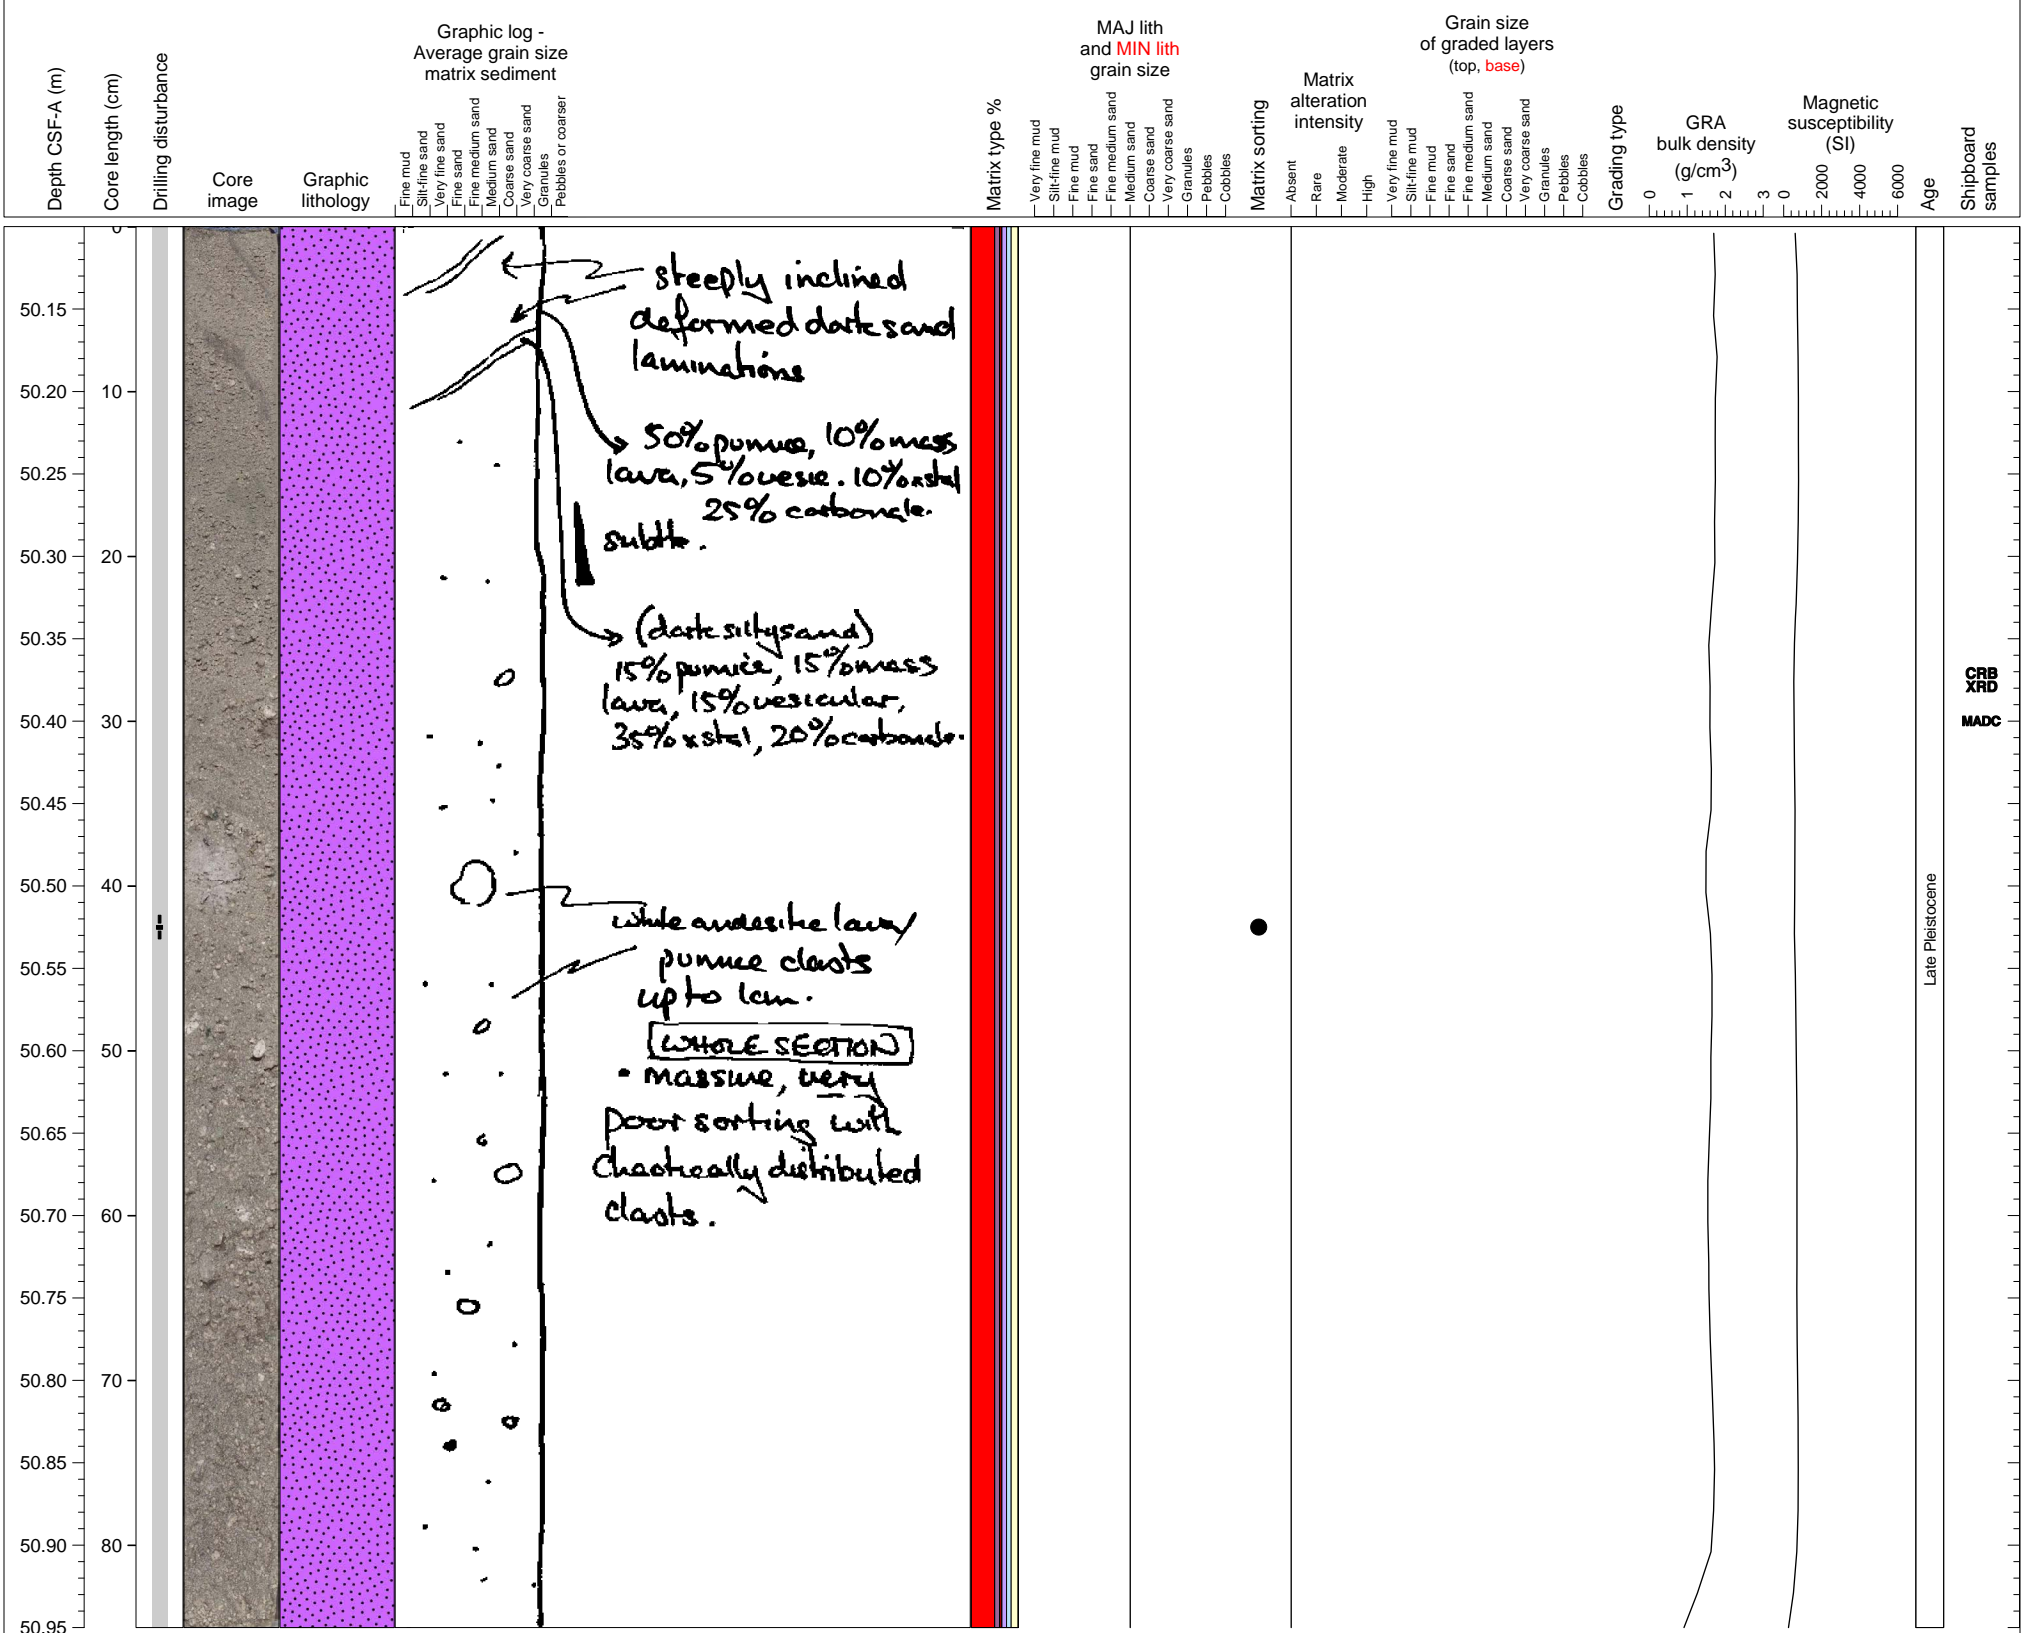 Depth CSF-A (m)
Core length (cm)
Drilling disturbance
Core
image
Graphic
lithology
Graphic log -
Average grain size
matrix sediment
Fine mud
Slit-fine sand
Very fine sand
Fine sand
Fine medium sand
Medium sand
Coarse sand
Very coarse sand
Granules
Pebbles or coarser
Matrix type %
MAJ lith
and MIN lith
grain size
Very fine mud
Silt-fine mud
Fine mud
Fine sand
Fine medium sand
Medium sand
Coarse sand
Very coarse sand
Granules
Pebbles
Cobbles
Matrix sorting
Matrix
alteration
intensity
Absent
Rare
Moderate
High
Grain size
of graded layers
(top, base)
Very fine mud
Silt-fine mud
Fine mud
Fine sand
Fine medium sand
Medium sand
Coarse sand
Very coarse sand
Granules
Pebbles
Cobbles
Grading type
GRA
bulk density
(g/cm3)
0 1 2 3
Magnetic
susceptibility
(SI)
0 2000 4000 6000
Age
Shipboard
samples
0
50.15
50.20 10
50.25
50.30 20
50.35
50.40 30
50.45
50.50 40
50.55
50.60 50
50.65
50.70 60
50.75
50.80 70
50.85
50.90 80
50.95
steeply inclined
deformed dark sand
laminations
50% pumice, 10% mass
lava, 5% vesic. 10% xstal
25% carbonate.
subtle.
(dark silty sand)
15% pumice, 15% mass
lava, 15% vesicular,
35% xstal, 20% carbonate.
white andesite lava/
pumice clasts
up to 1cm.
WHOLE SECTION
• massive, very
poor sorting with
chaotically distributed
clasts.
CRB
XRD
MADC
Late Pleistocene